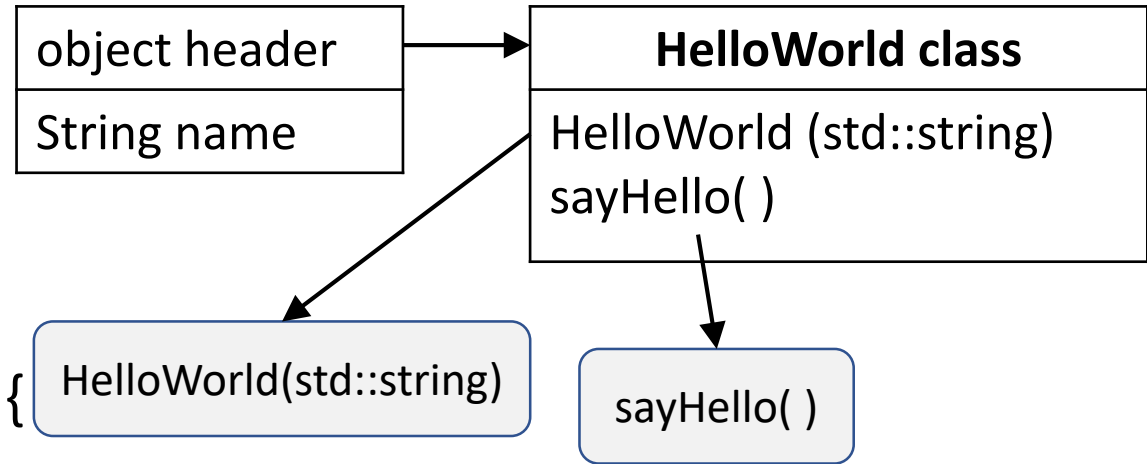 object header
String name
HelloWorld class
HelloWorld (std::string)
sayHello( )
{
HelloWorld(std::string)
sayHello( )